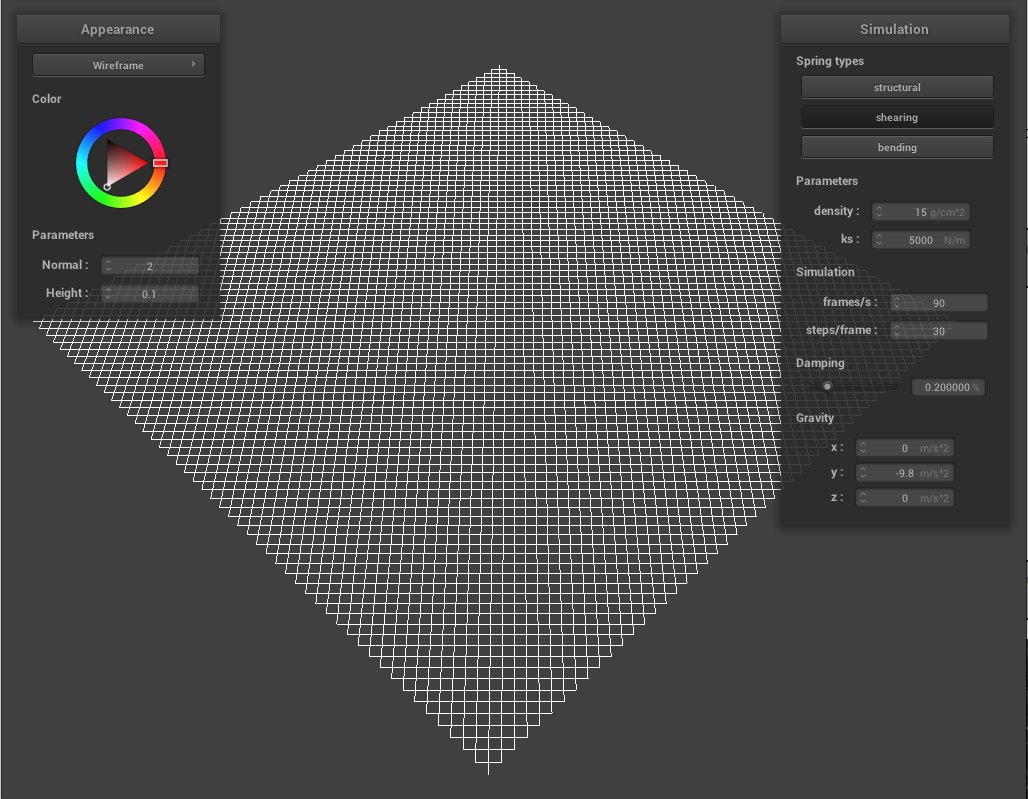 Appearance
Wireframe
Color
Parameters
Normal : 2
Height : 0.1
Simulation
Spring types
structural
shearing
bending
Parameters
density : 15 g/cm^2
ks : 5000 N/m
Simulation
frames/s : 90
steps/frame : 30
Damping
0.200000 %
Gravity
x : 0 m/s^2
y : -9.8 m/s^2
z : 0 m/s^2